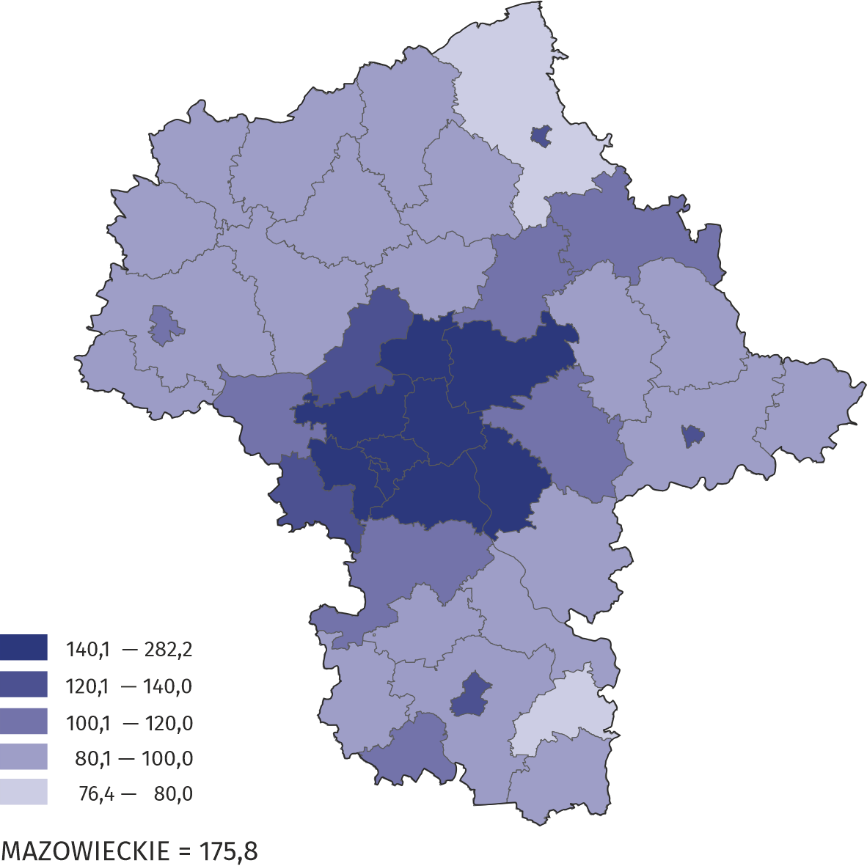 140,1 — 282,2
120,1 — 140,0
100,1 — 120,0
80,1 — 100,0
76,4 — 80,0
MAZOWIECKIE = 175,8